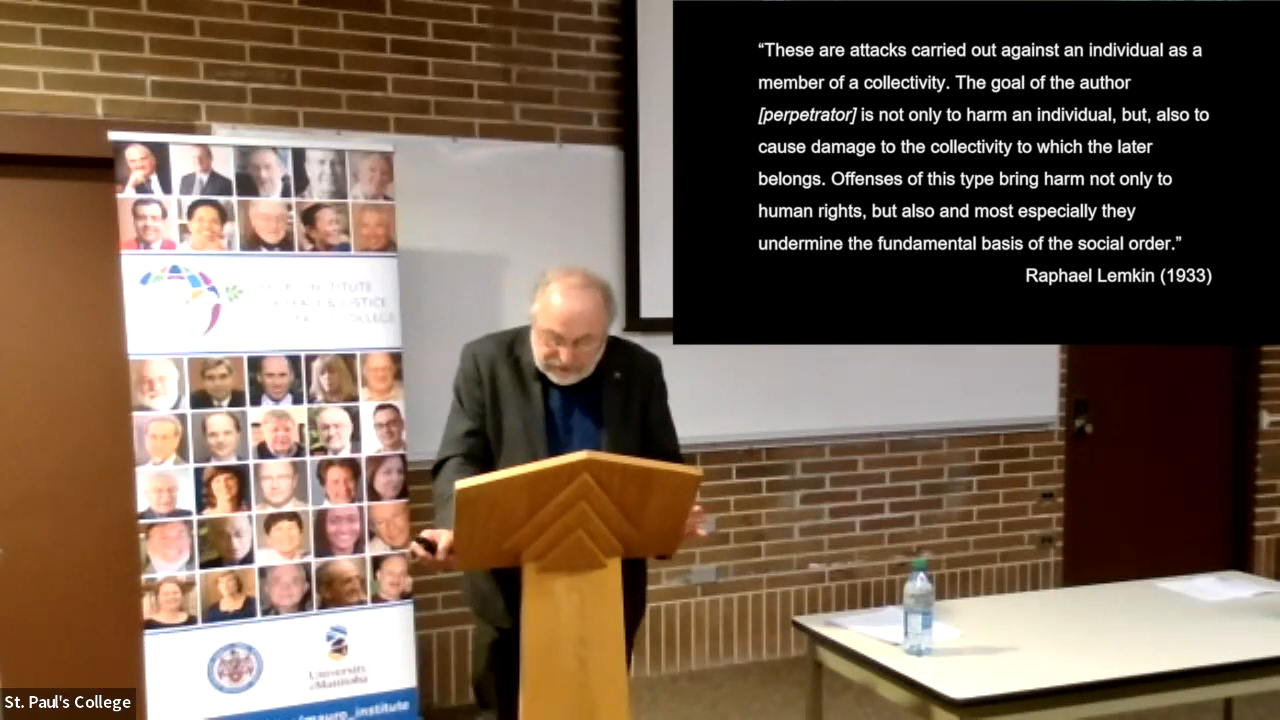 “These are attacks carried out against an individual as a
member of a collectivity. The goal of the author
[perpetrator] is not only to harm an individual, but, also to
cause damage to the collectivity to which the later
belongs. Offenses of this type bring harm not only to
human rights, but also and most especially they
undermine the fundamental basis of the social order.”
Raphael Lemkin (1933)
INSTITUTE
JUSTICE
COLLEGE
University
of Manitoba
/mauro_institute
St. Paul's College